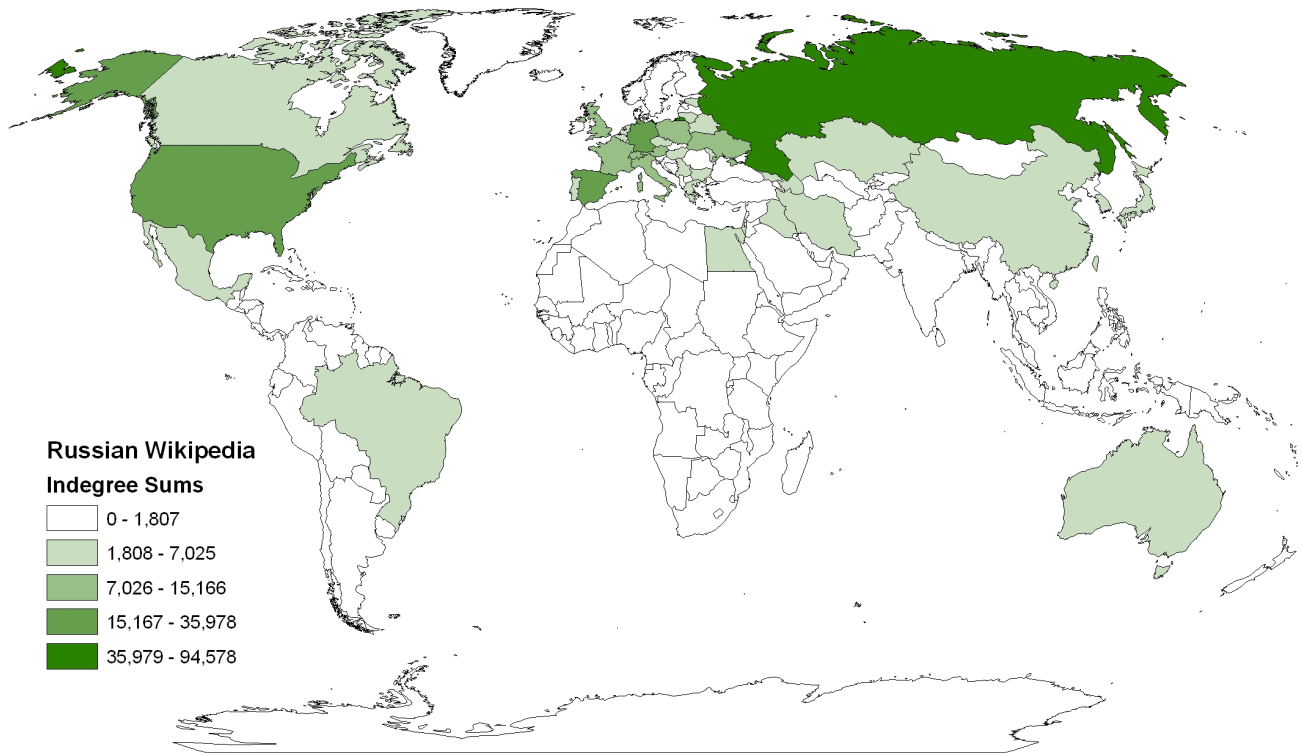 Russian Wikipedia
Indegree Sums
0 - 1,807
1,808 - 7,025
7,026 - 15,166
15,167 - 35,978
35,979 - 94,578